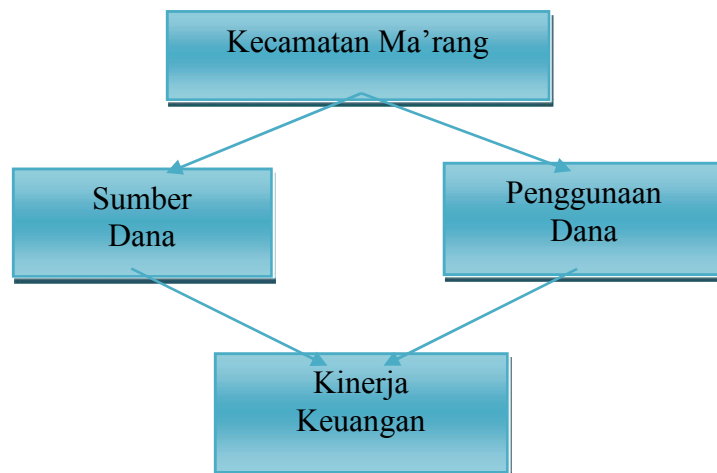 Kecamatan Ma’rang
Sumber
Dana
Penggunaan
Dana
Kinerja
Keuangan